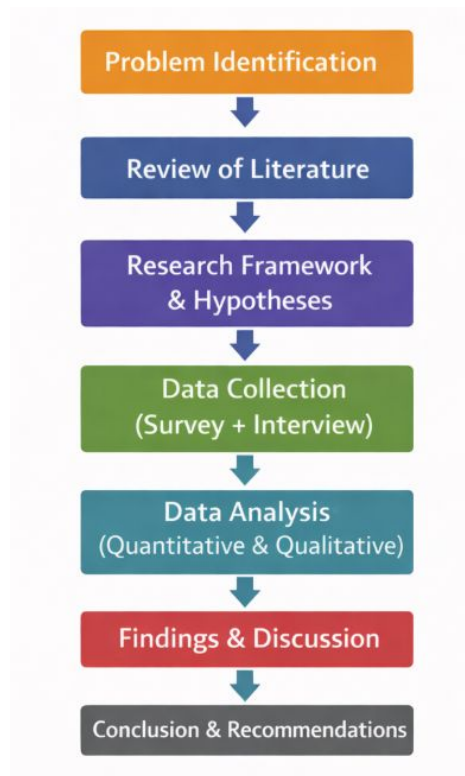 Problem Identification
Review of Literature
Research Framework
& Hypotheses
Data Collection
(Survey + Interview)
Data Analysis
(Quantitative & Qualitative)
Findings & Discussion
Conclusion & Recommendations